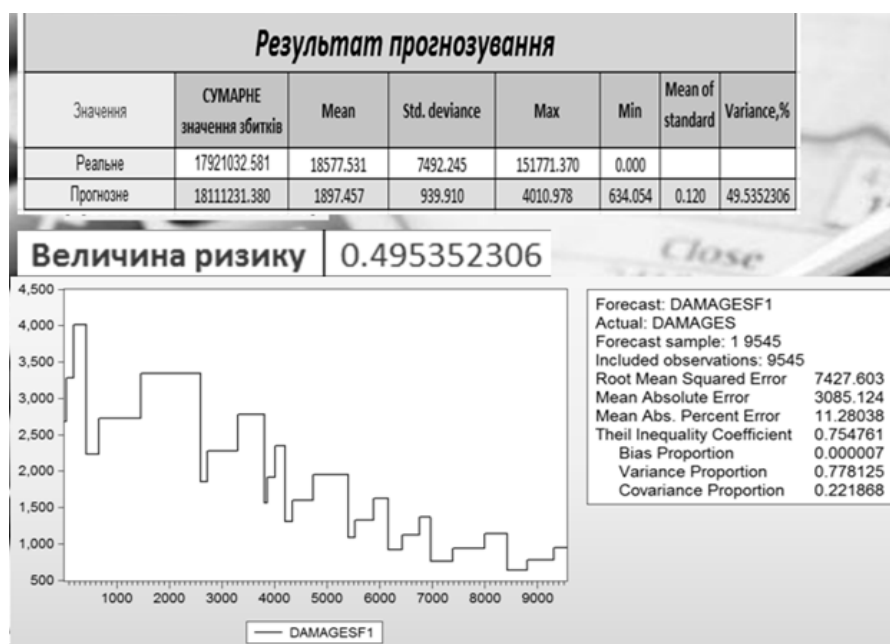 Результат прогнозування
Значення СУМАРНЕ значення збитків Mean Std. deviance Max Min Mean of standard Variance,%
Реальне 17921032.581 18577.531 7492.245 151771.370 0.000
Прогнозне 18111231.380 1897.457 939.910 4010.978 634.054 0.120 49.5352306
Величина ризику 0.495352306
Close
4,500
4,000
3,500
3,000
2,500
2,000
1,500
1,000
500
1000 2000 3000 4000 5000 6000 7000 8000 9000
DAMAGESF1
Forecast: DAMAGESF1
Actual: DAMAGES
Forecast sample: 1 9545
Included observations: 9545
Root Mean Squared Error 7427.603
Mean Absolute Error 3085.124
Mean Abs. Percent Error 11.28038
Theil Inequality Coefficient 0.754761
Bias Proportion 0.000007
Variance Proportion 0.778125
Covariance Proportion 0.221868